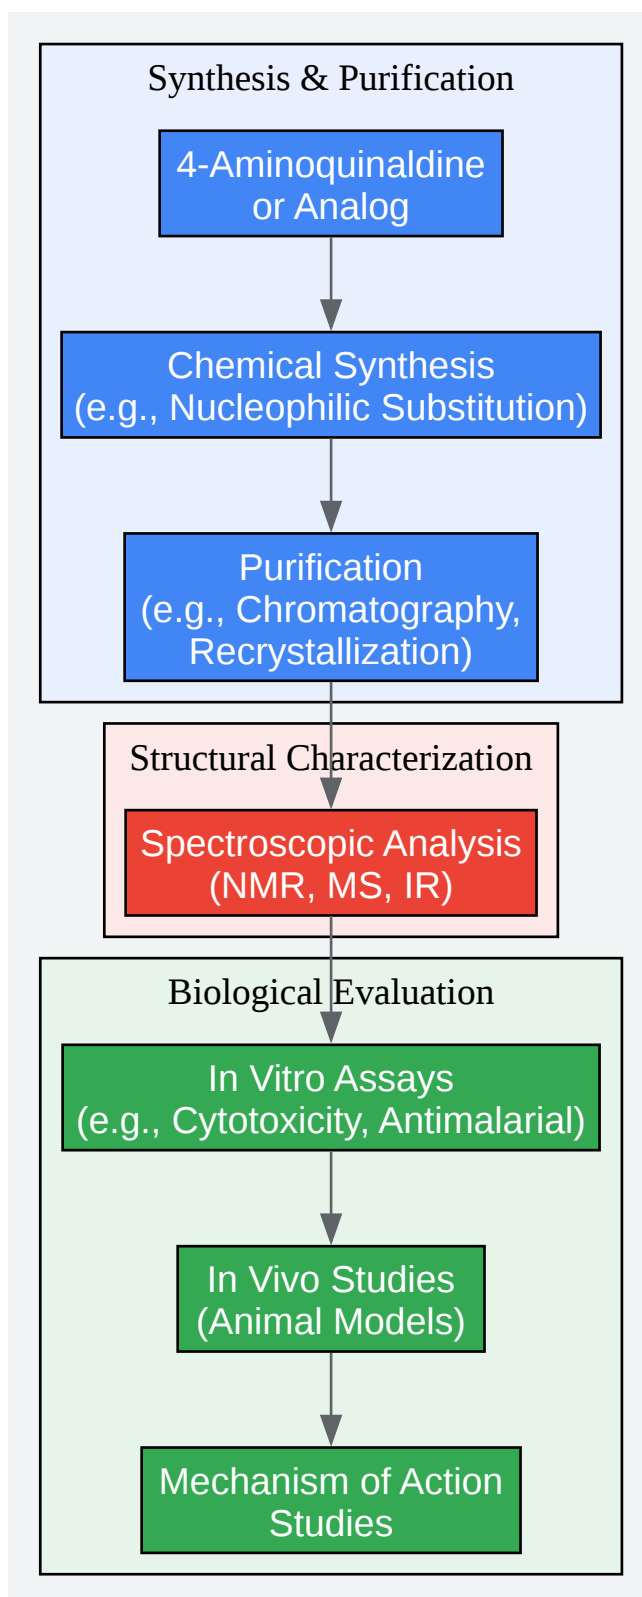 Synthesis & Purification
4-Aminoquinaldine
or Analog
Chemical Synthesis
(e.g., Nucleophilic Substitution)
Purification
(e.g., Chromatography,
Recrystallization)
Structural Characterization
Spectroscopic Analysis
(NMR, MS, IR)
Biological Evaluation
In Vitro Assays
(e.g., Cytotoxicity, Antimalarial)
In Vivo Studies
(Animal Models)
Mechanism of Action
Studies